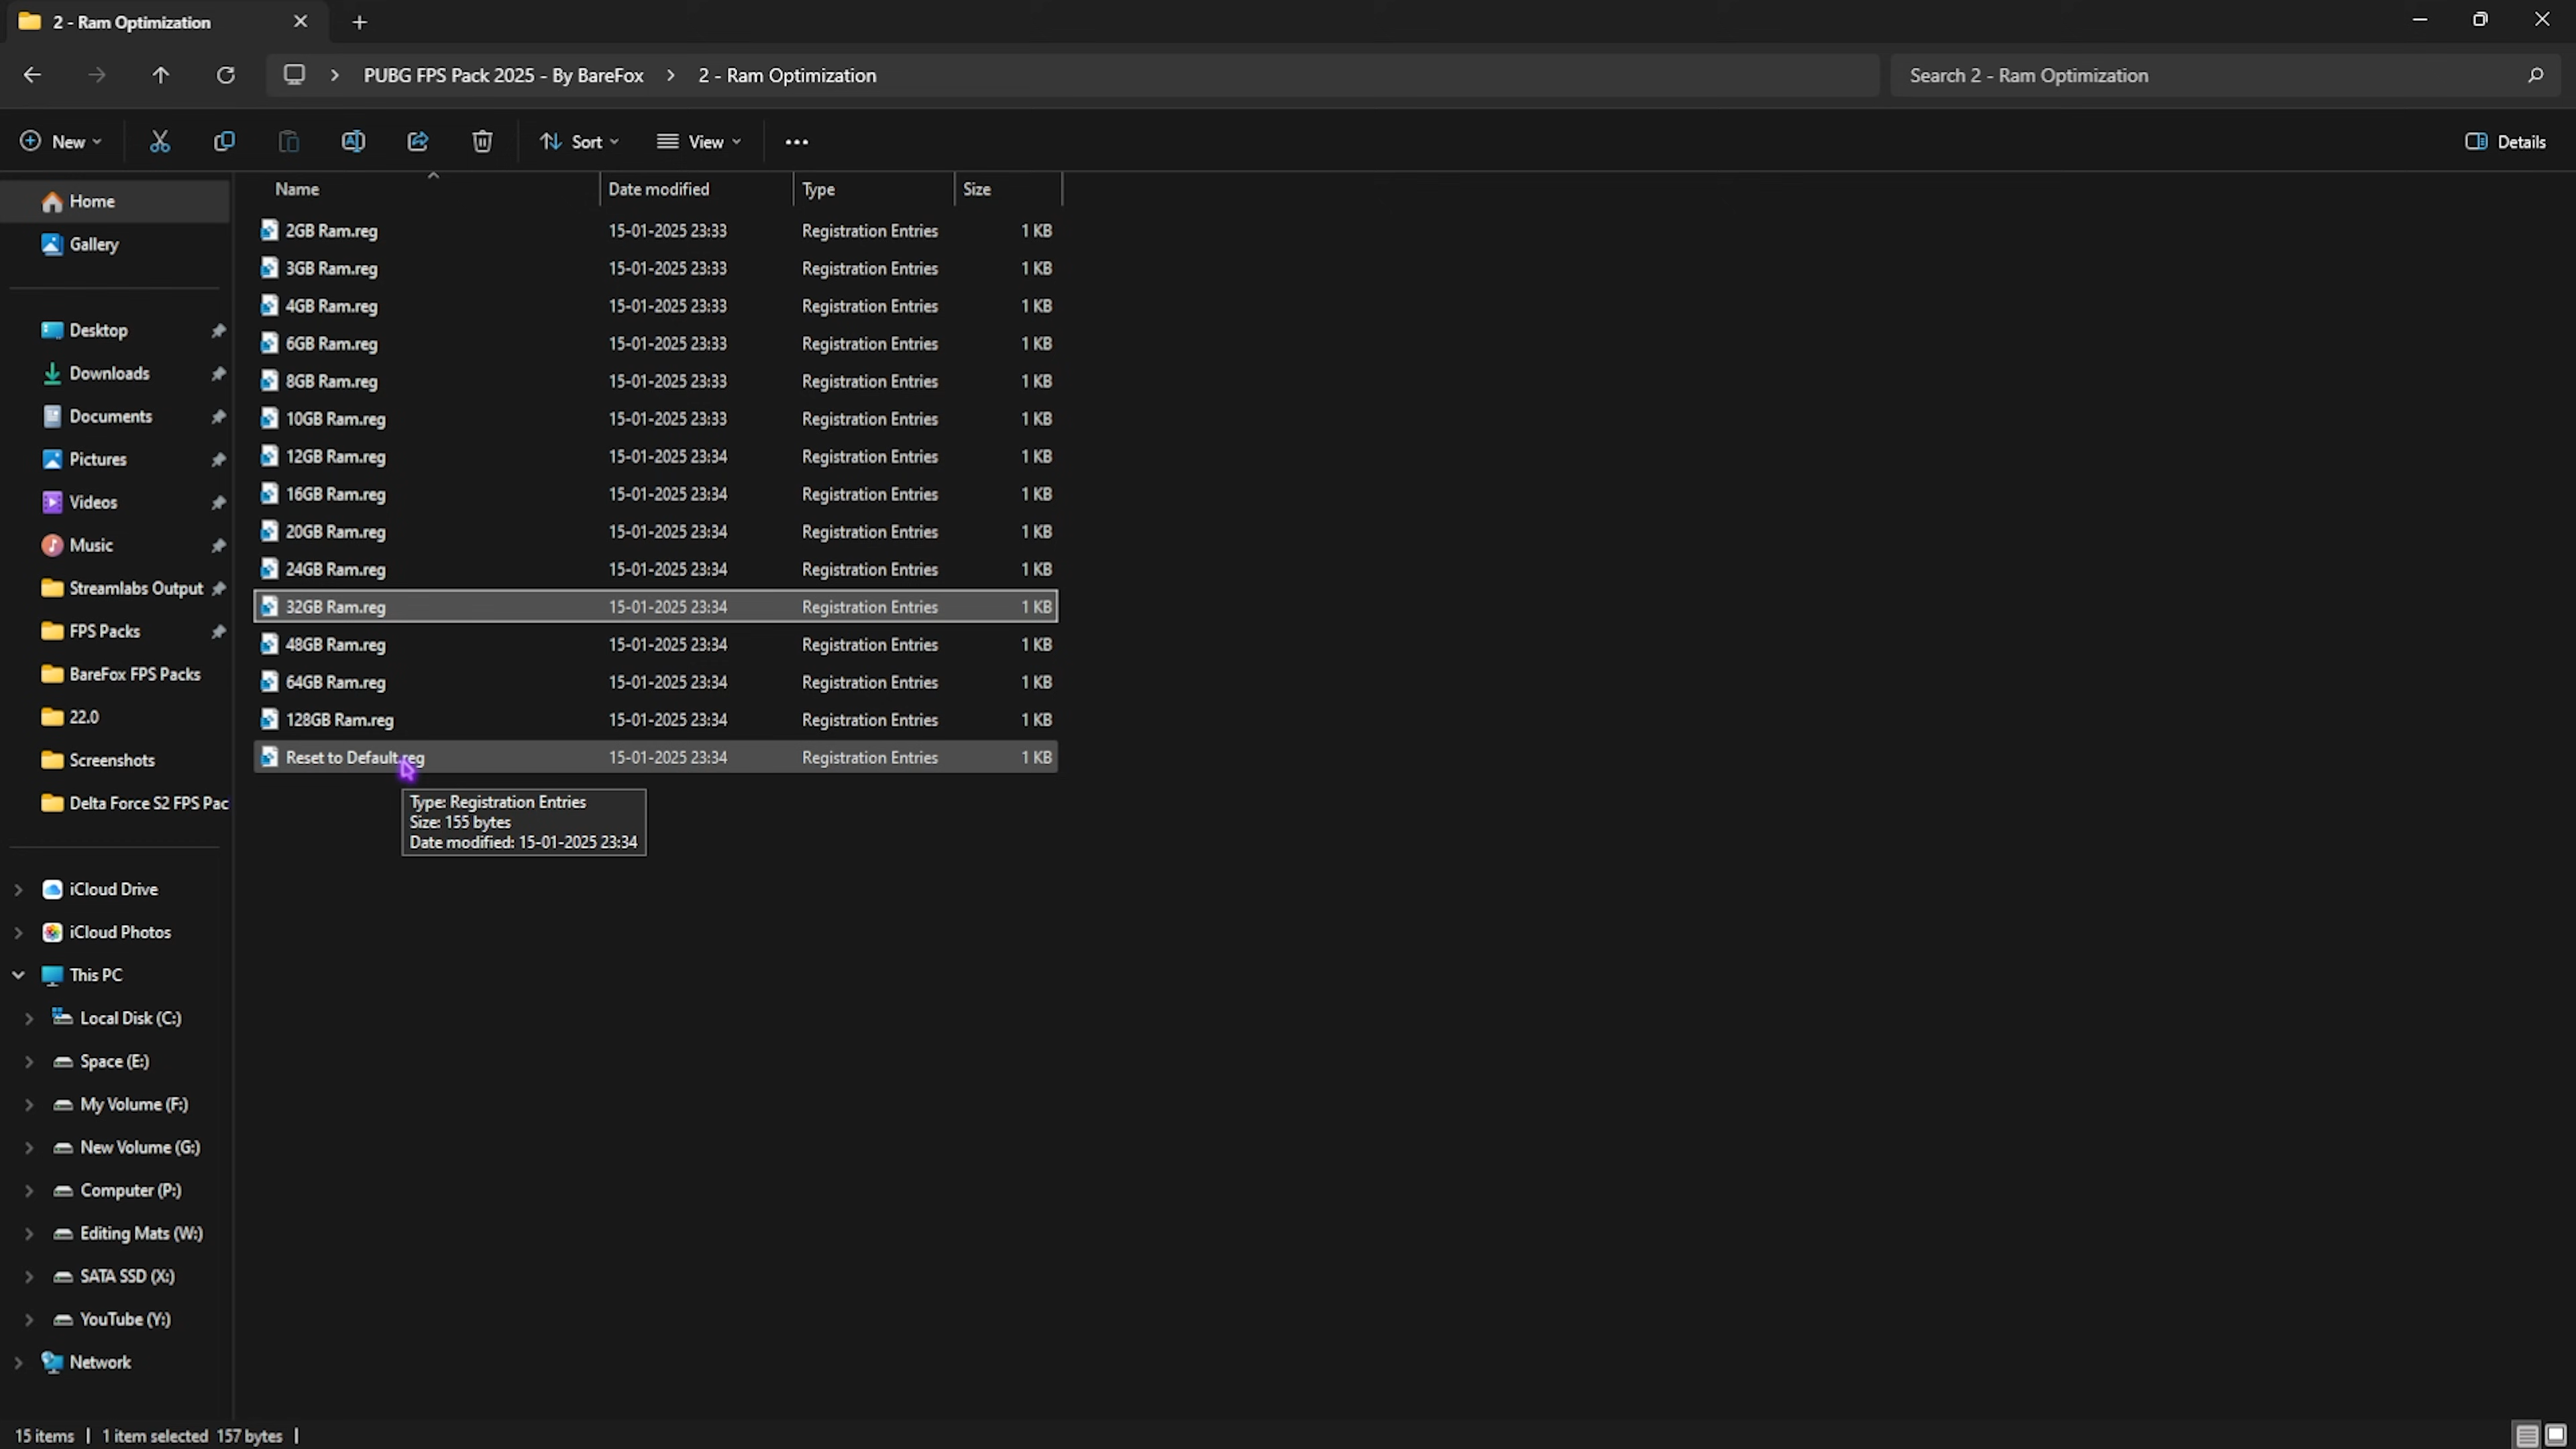 2 - Ram Optimization
PUBG FPS Pack 2025 - By BareFox > 2 - Ram Optimization
Search 2 - Ram Optimization
New
Sort
View
Details
Name Date modified Type Size
2GB Ram.reg 15-01-2025 23:33 Registration Entries 1 KB
3GB Ram.reg 15-01-2025 23:33 Registration Entries 1 KB
4GB Ram.reg 15-01-2025 23:33 Registration Entries 1 KB
6GB Ram.reg 15-01-2025 23:33 Registration Entries 1 KB
8GB Ram.reg 15-01-2025 23:33 Registration Entries 1 KB
10GB Ram.reg 15-01-2025 23:33 Registration Entries 1 KB
12GB Ram.reg 15-01-2025 23:34 Registration Entries 1 KB
16GB Ram.reg 15-01-2025 23:34 Registration Entries 1 KB
20GB Ram.reg 15-01-2025 23:34 Registration Entries 1 KB
24GB Ram.reg 15-01-2025 23:34 Registration Entries 1 KB
32GB Ram.reg 15-01-2025 23:34 Registration Entries 1 KB
48GB Ram.reg 15-01-2025 23:34 Registration Entries 1 KB
64GB Ram.reg 15-01-2025 23:34 Registration Entries 1 KB
128GB Ram.reg 15-01-2025 23:34 Registration Entries 1 KB
Reset to Default.reg 15-01-2025 23:34 Registration Entries 1 KB
Type: Registration Entries
Size: 155 bytes
Date modified: 15-01-2025 23:34
Home
Gallery
Desktop
Downloads
Documents
Pictures
Videos
Music
Streamlabs Output
FPS Packs
BareFox FPS Packs
22.0
Screenshots
Delta Force S2 FPS Pac
iCloud Drive
iCloud Photos
This PC
Local Disk (C:)
Space (E:)
My Volume (F:)
New Volume (G:)
Computer (P:)
Editing Mats (W:)
SATA SSD (X:)
YouTube (Y:)
Network
15 items | 1 item selected 157 bytes |